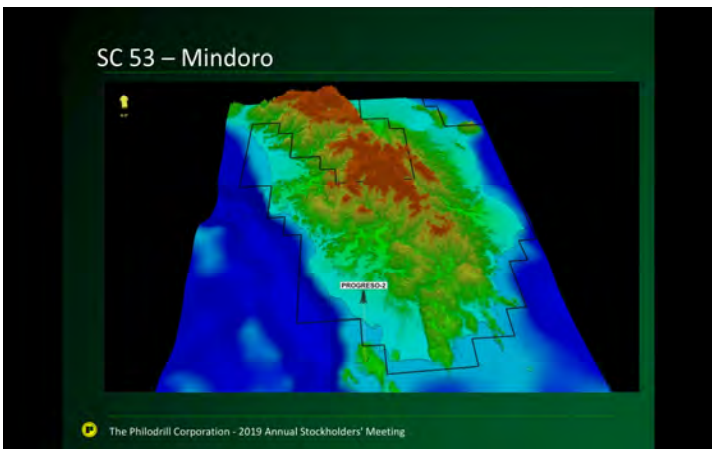 SC 53 – Mindoro
PROGRESO-2
The Philodrill Corporation - 2019 Annual Stockholders' Meeting